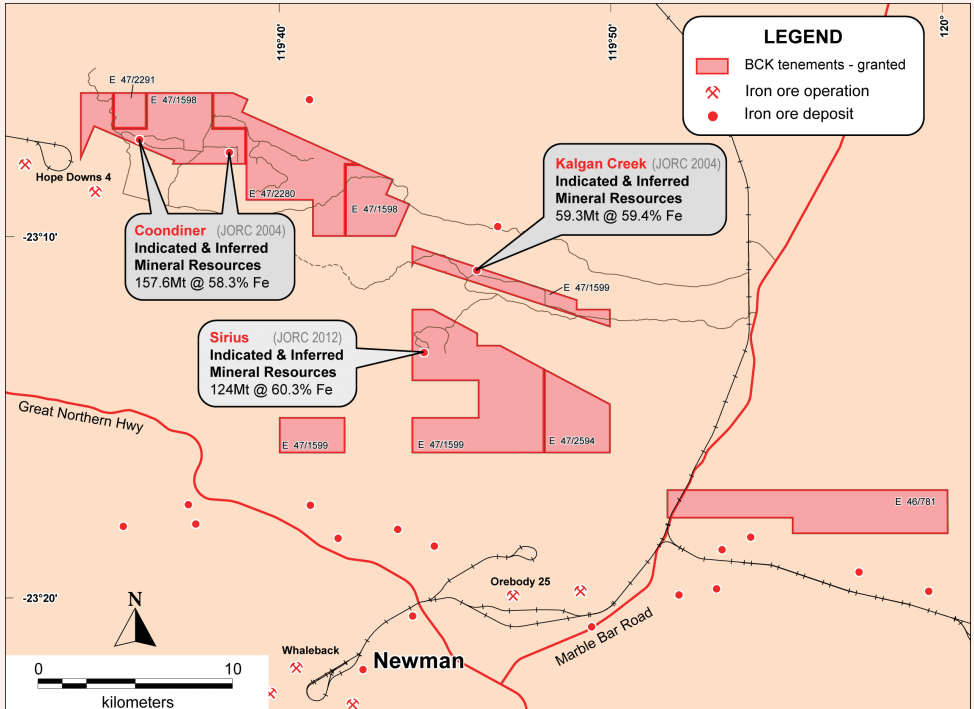 119°40'
119°50'
120°
LEGEND
BCK tenements - granted
Iron ore operation
Iron ore deposit
E 47/2291
E 47/1598
Hope Downs 4
E 47/2280
E 47/1598
-23°10'
Coondiner (JORC 2004)
Indicated & Inferred
Mineral Resources
157.6Mt @ 58.3% Fe
Kalgan Creek (JORC 2004)
Indicated & Inferred
Mineral Resources
59.3Mt @ 59.4% Fe
E 47/1599
Sirius (JORC 2012)
Indicated & Inferred
Mineral Resources
124Mt @ 60.3% Fe
Great Northern Hwy
E 47/1599
E 47/1599
E 47/2594
E 46/781
-23°20'
Orebody 25
Marble Bar Road
N
Whaleback
Newman
0 10
kilometers